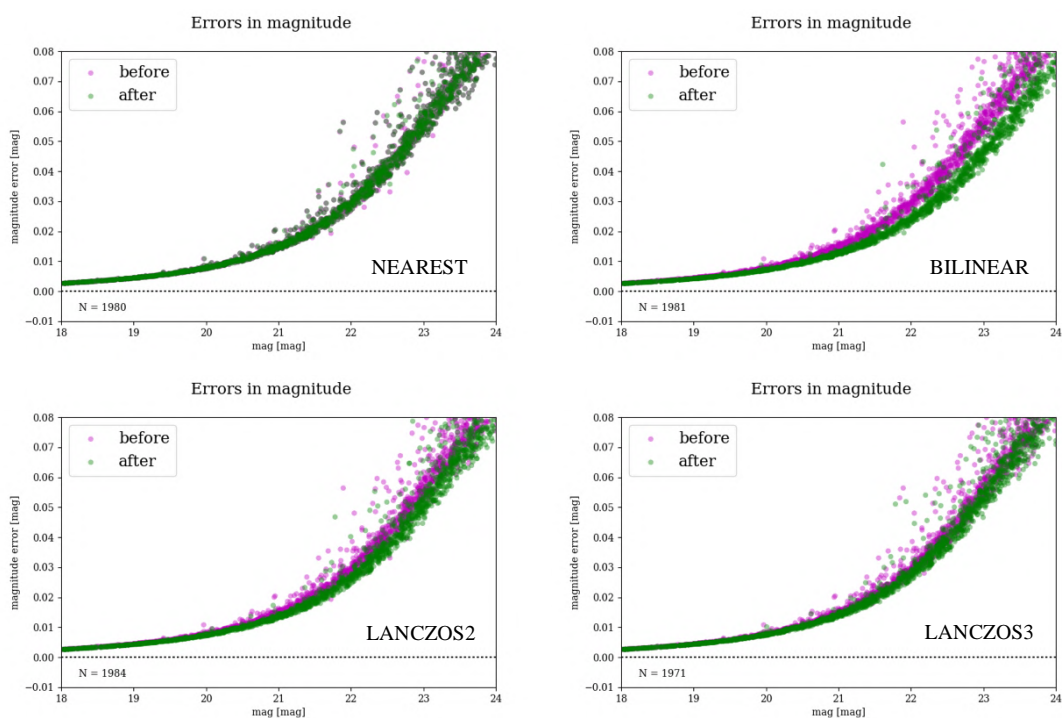 Errors in magnitude
0.08
0.07
0.06
0.05
0.04
0.03
0.02
0.01
0.00
−0.01
magnitude error [mag]
before
after
NEAREST
N = 1980
18 19 20 21 22 23 24
mag [mag]
Errors in magnitude
0.08
0.07
0.06
0.05
0.04
0.03
0.02
0.01
0.00
−0.01
magnitude error [mag]
before
after
BILINEAR
N = 1981
18 19 20 21 22 23 24
mag [mag]
Errors in magnitude
0.08
0.07
0.06
0.05
0.04
0.03
0.02
0.01
0.00
−0.01
magnitude error [mag]
before
after
LANCZOS2
N = 1984
18 19 20 21 22 23 24
mag [mag]
Errors in magnitude
0.08
0.07
0.06
0.05
0.04
0.03
0.02
0.01
0.00
−0.01
magnitude error [mag]
before
after
LANCZOS3
N = 1971
18 19 20 21 22 23 24
mag [mag]